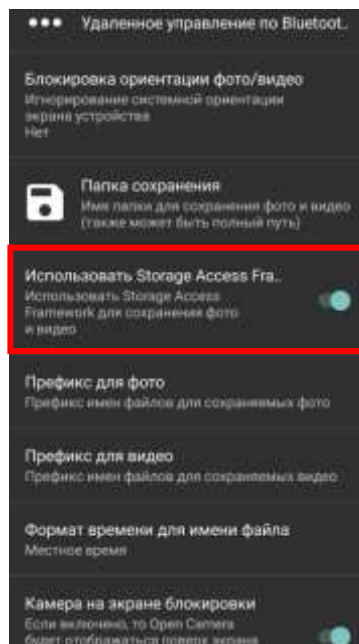 Удаленное управление по Bluetoot..
Блокировка ориентации фото/видео
Игнорирование системной ориентации
экрана устройства
Нет
Папка сохранения
Имя папки для сохранения фото и видео
(также может быть полный путь)
Использовать Storage Access Fra..
Использовать Storage Access
Framework для сохранения фото
и видео
Префикс для фото
Префикс имен файлов для сохраняемых фото
Префикс для видео
Префикс имен файлов для сохраняемых видео
Формат времени для имени файла
Местное время
Камера на экране блокировки
Если включено, то Open Camera
будет отображаться поверх экрана